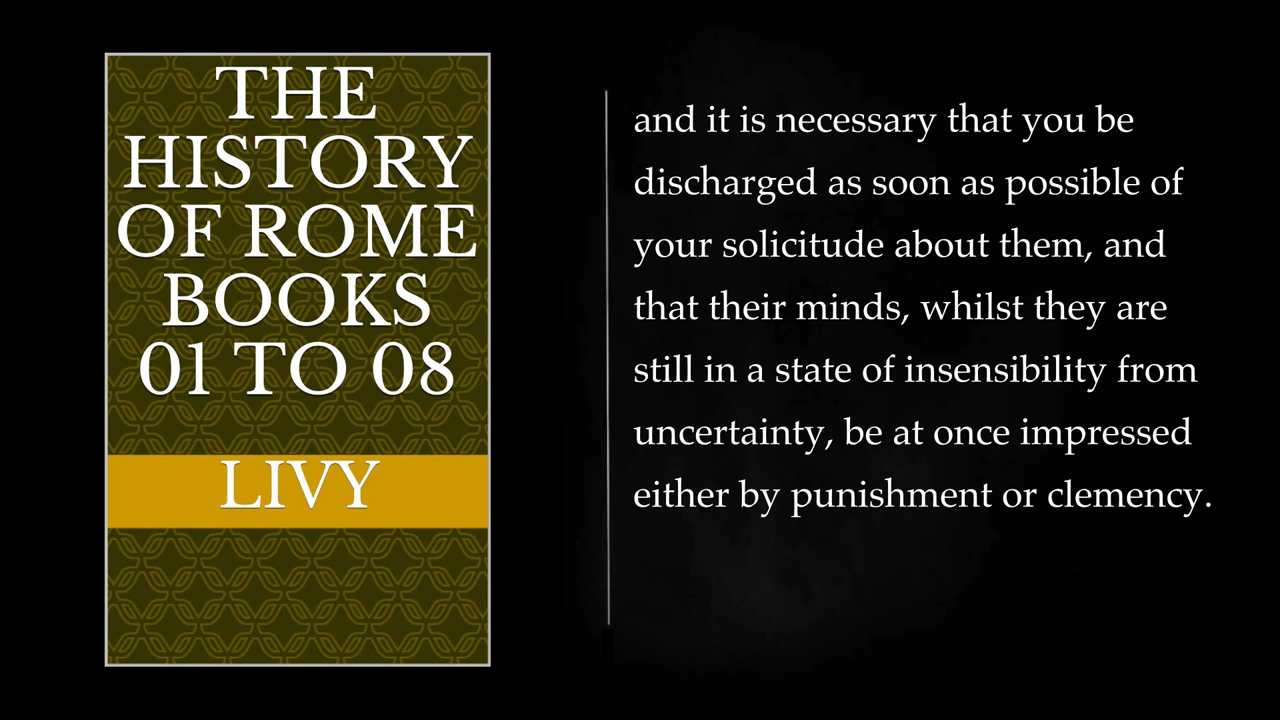 THE
HISTORY
OF ROME
BOOKS
01 TO 08
LIVY
and it is necessary that you be
discharged as soon as possible of
your solicitude about them, and
that their minds, whilst they are
still in a state of insensibility from
uncertainty, be at once impressed
either by punishment or clemency.